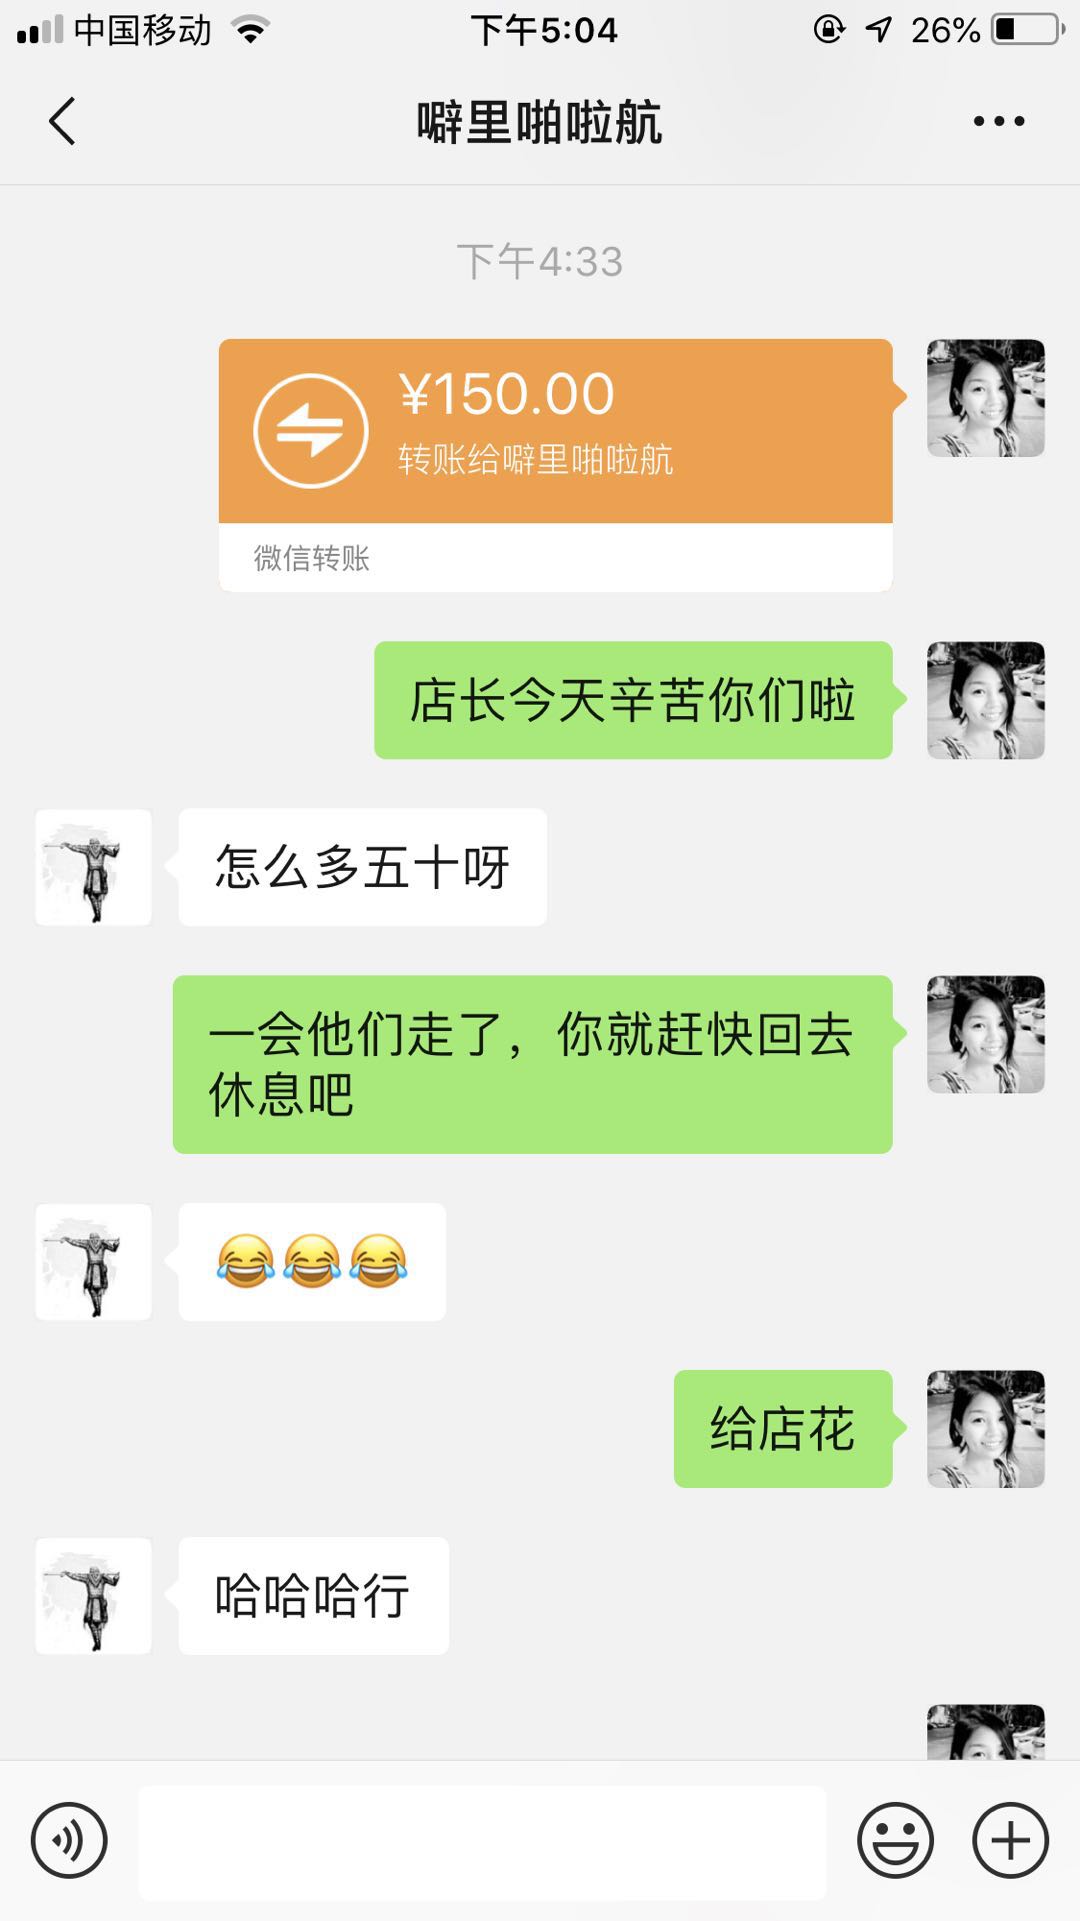 中国移动 下午5:04 26%
噼里啪啦航
下午4:33
¥150.00
转账给噼里啪啦航
微信转账
店长今天辛苦你们啦
怎么多五十呀
一会他们走了，你就赶快回去
休息吧
😂😂😂
给店花
哈哈哈行